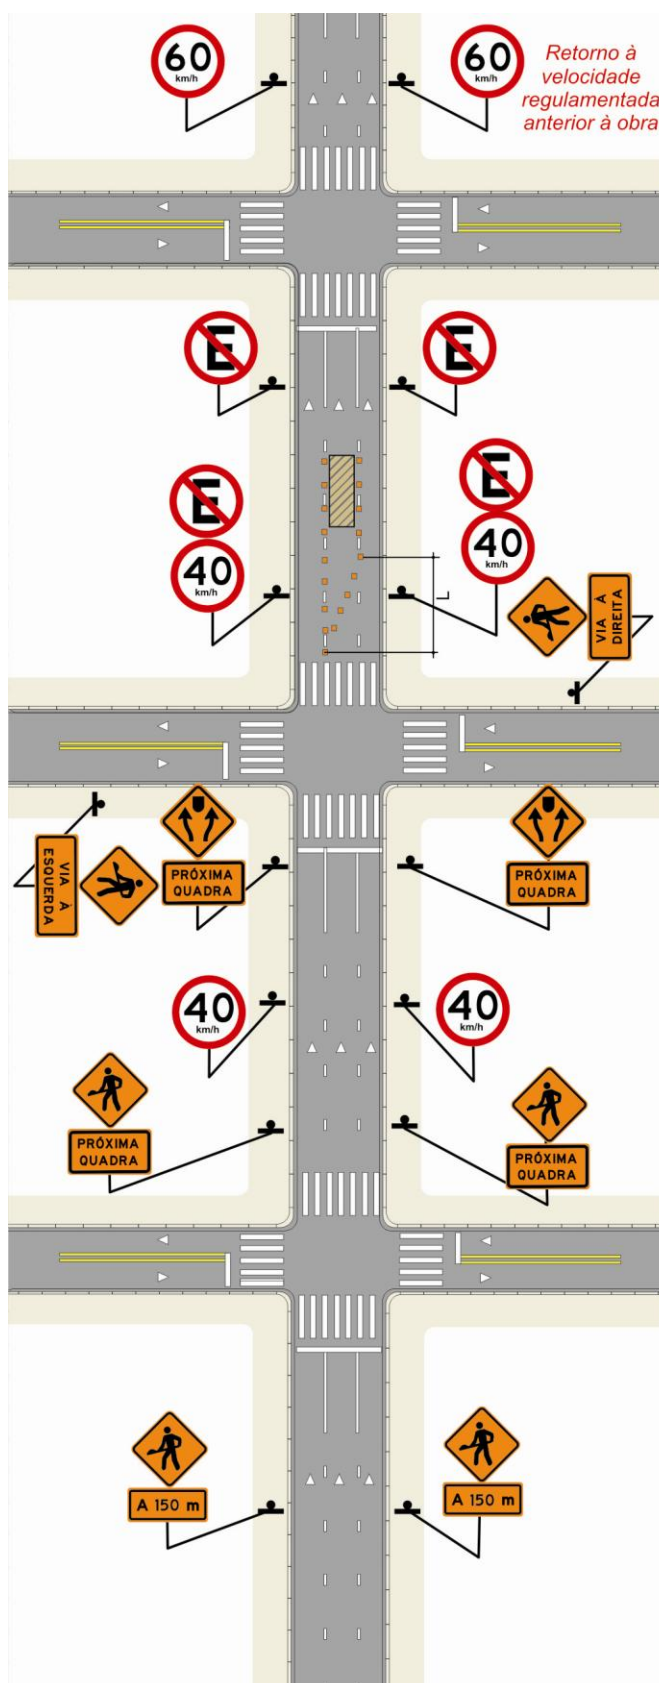 60
km/h
60
km/h
Retorno à
velocidade
regulamentada
anterior à obra
E
E
E
40
km/h
E
40
km/h
L
VIA À
DIREITA
VIA À
ESQUERDA
PRÓXIMA
QUADRA
PRÓXIMA
QUADRA
40
km/h
40
km/h
PRÓXIMA
QUADRA
PRÓXIMA
QUADRA
A 150 m
A 150 m